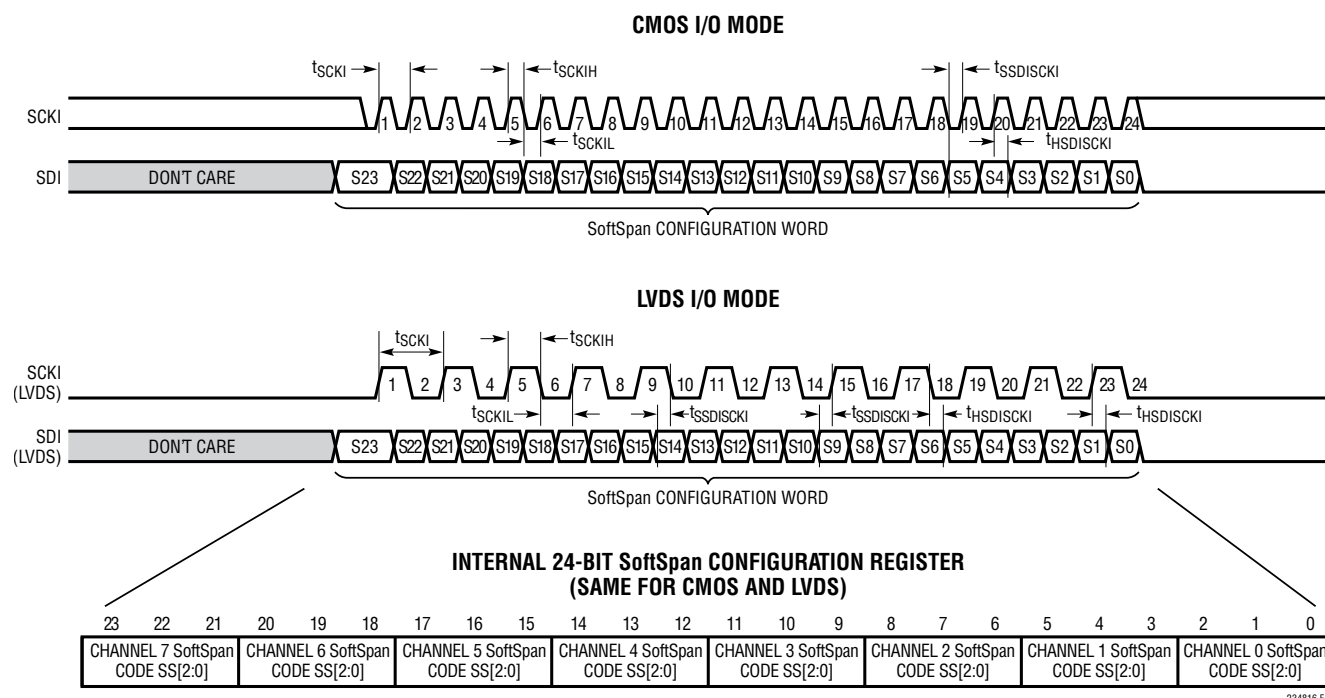 CMOS I/O MODE
tSCKI tSCKIH tSSDISCKI
SCKI 1 2 3 4 5 6 7 8 9 10 11 12 13 14 15 16 17 18 19 20 21 22 23 24
tSCKIL tHSDISCKI
SDI DON'T CARE S23 S22 S21 S20 S19 S18 S17 S16 S15 S14 S13 S12 S11 S10 S9 S8 S7 S6 S5 S4 S3 S2 S1 S0
SoftSpan CONFIGURATION WORD
LVDS I/O MODE
tSCKI tSCKIH
SCKI
(LVDS)
1 2 3 4 5 6 7 8 9 10 11 12 13 14 15 16 17 18 19 20 21 22 23 24
tSCKIL tSSDISCKI tSSDISCKI tHSDISCKI tHSDISCKI
SDI
(LVDS)
DON'T CARE S23 S22 S21 S20 S19 S18 S17 S16 S15 S14 S13 S12 S11 S10 S9 S8 S7 S6 S5 S4 S3 S2 S1 S0
SoftSpan CONFIGURATION WORD
INTERNAL 24-BIT SoftSpan CONFIGURATION REGISTER
(SAME FOR CMOS AND LVDS)
23 22 21 20 19 18 17 16 15 14 13 12 11 10 9 8 7 6 5 4 3 2 1 0
CHANNEL 7 SoftSpan CHANNEL 6 SoftSpan CHANNEL 5 SoftSpan CHANNEL 4 SoftSpan CHANNEL 3 SoftSpan CHANNEL 2 SoftSpan CHANNEL 1 SoftSpan CHANNEL 0 SoftSpan
CODE SS[2:0] CODE SS[2:0] CODE SS[2:0] CODE SS[2:0] CODE SS[2:0] CODE SS[2:0] CODE SS[2:0] CODE SS[2:0]